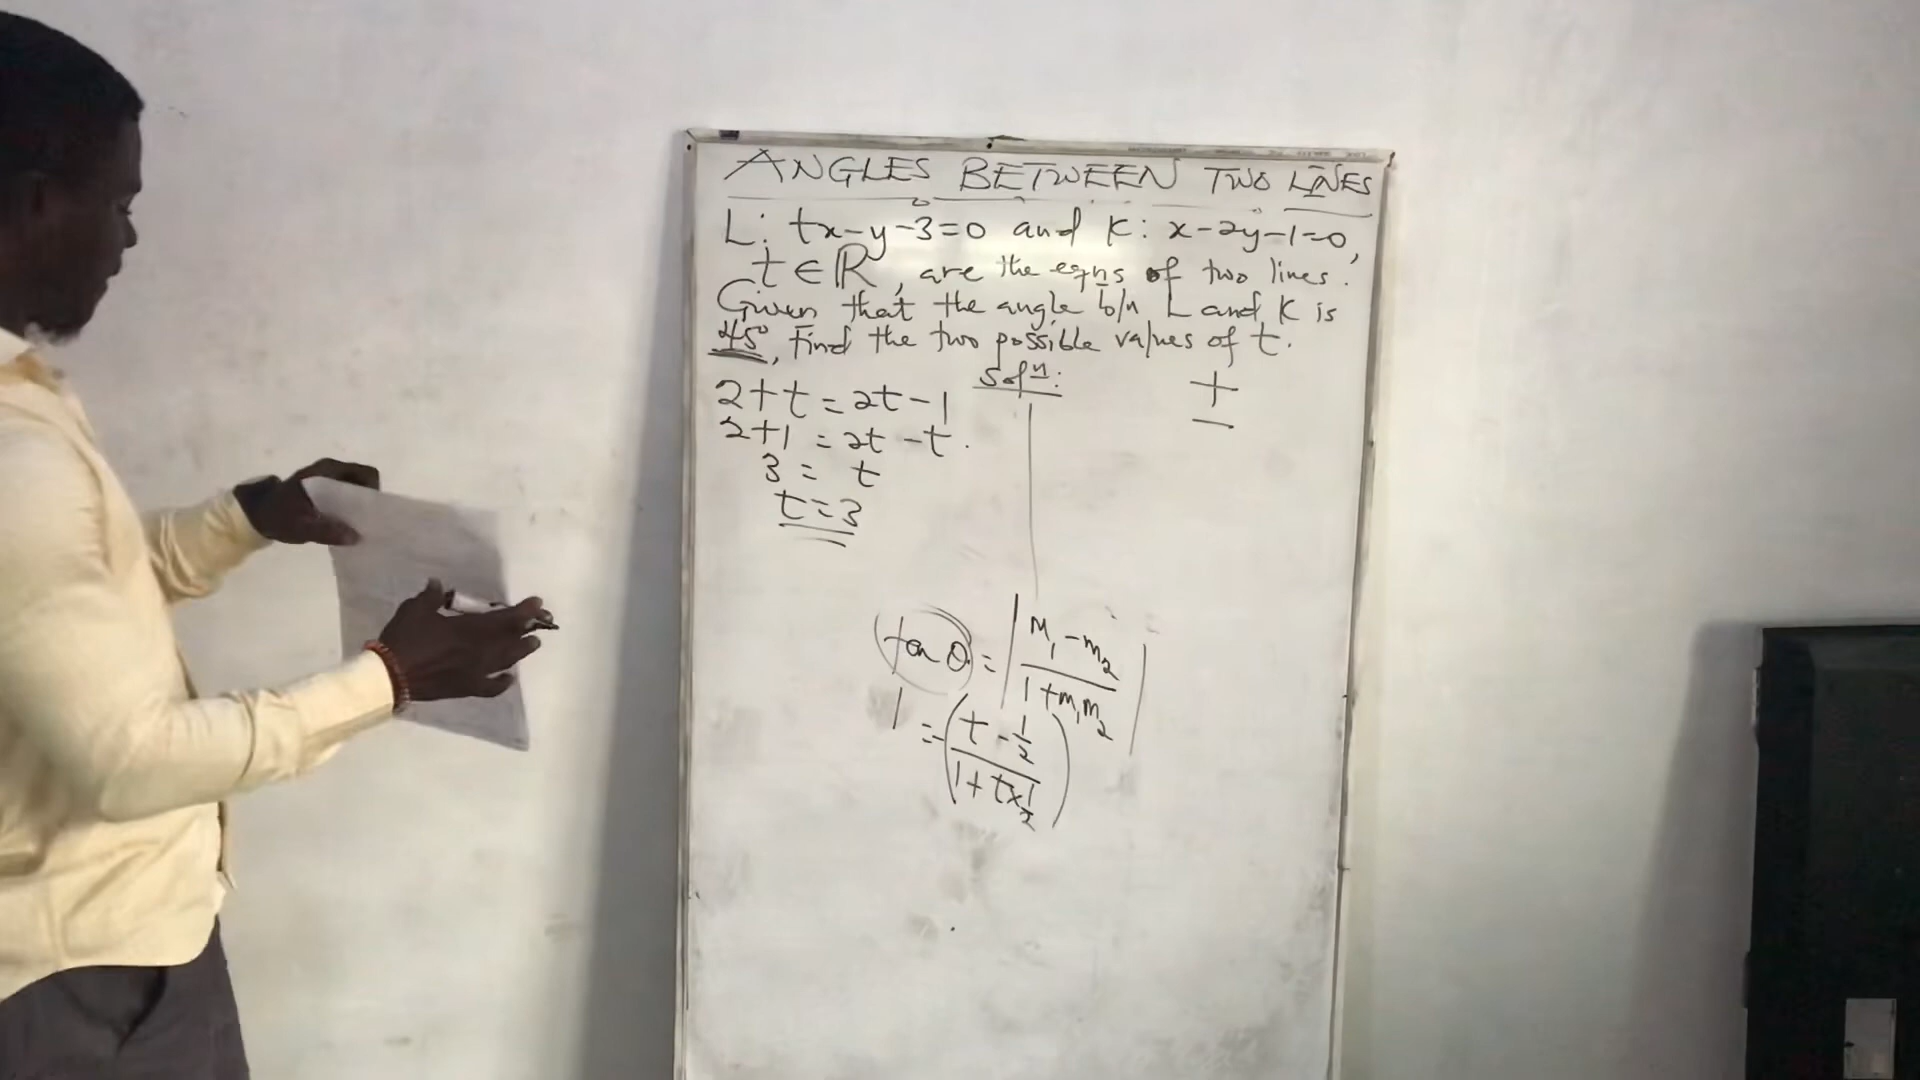 ANGLES BETWEEN TWO LINES
L: tx-y-3=0 and K: x-2y-1=0,
t∈ℝ, are the eqns of two lines.
Given that the angle b/n L and K is
45°, find the two possible values of t.
Soln:
+
−
2+t=2t-1
2+1=2t-t.
3=t
t=3
tan θ = |m₁-m₂ / 1+m₁m₂|
1 = -(t-1/2 / 1+t×1/2)